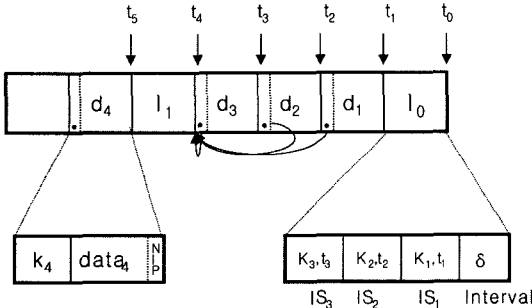 t₅ t₄ t₃ t₂ t₁ t₀
d₄ I₁ d₃ d₂ d₁ I₀
k₄ data₄ NLP
K₃,t₃ K₂,t₂ K₁,t₁ δ
IS₃ IS₂ IS₁ Interval